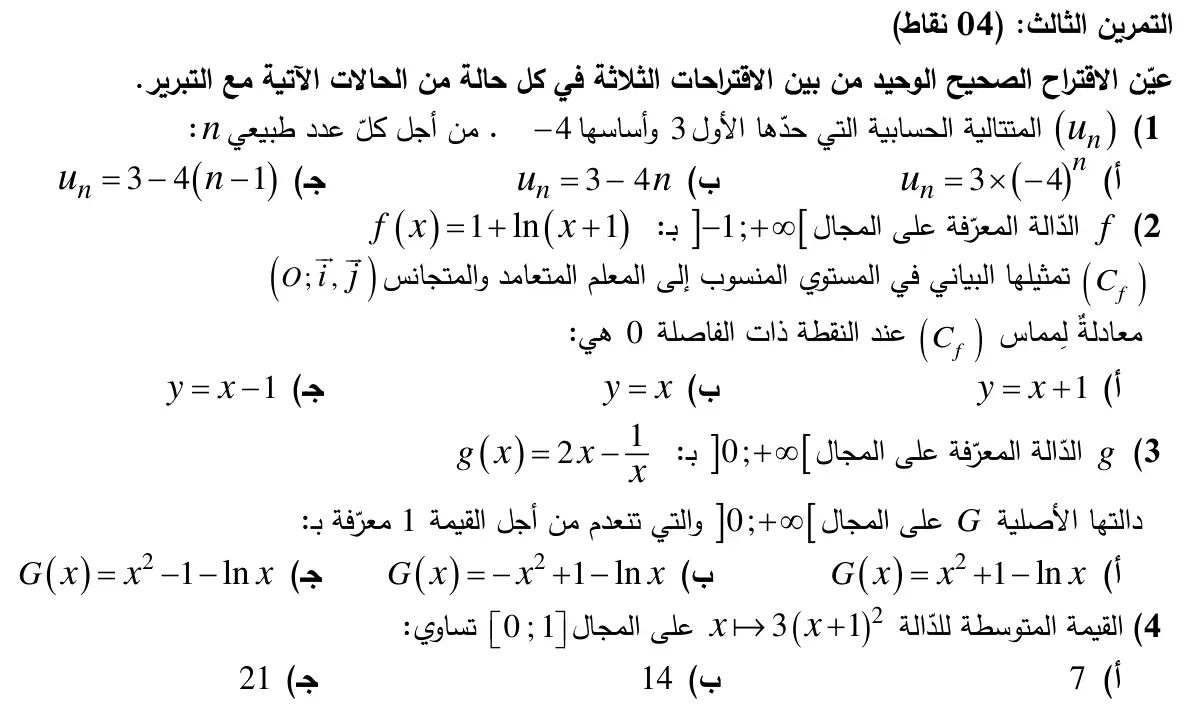 التمرين الثالث: (04 نقاط)
عيّن الاقتراح الصحيح الوحيد من بين الاقتراحات الثلاثة في كل حالة من الحالات الآتية مع التبرير.
1) (uₙ) المتتالية الحسابية التي حدّها الأول 3 وأساسها −4 . من أجل كلّ عدد طبيعي n:
أ) uₙ = 3×(−4)ⁿ ب) uₙ = 3−4n جـ) uₙ = 3−4(n−1)
2) f الدّالة المعرّفة على المجال ]−1;+∞[ بـ: f(x)=1+ln(x+1)
(C_f) تمثيلها البياني في المستوي المنسوب إلى المعلم المتعامد والمتجانس (O;i⃗,j⃗)
معادلةٌ لِمماس (C_f) عند النقطة ذات الفاصلة 0 هي:
أ) y = x+1 ب) y = x جـ) y = x−1
3) g الدّالة المعرّفة على المجال ]0;+∞[ بـ: g(x)=2x−1/x
دالتها الأصلية G على المجال ]0;+∞[ والتي تنعدم من أجل القيمة 1 معرّفة بـ:
أ) G(x)= x²+1−ln x ب) G(x)=−x²+1−ln x جـ) G(x)= x²−1−ln x
4) القيمة المتوسطة للدّالة x↦3(x+1)² على المجال [0;1] تساوي:
أ) 7 ب) 14 جـ) 21